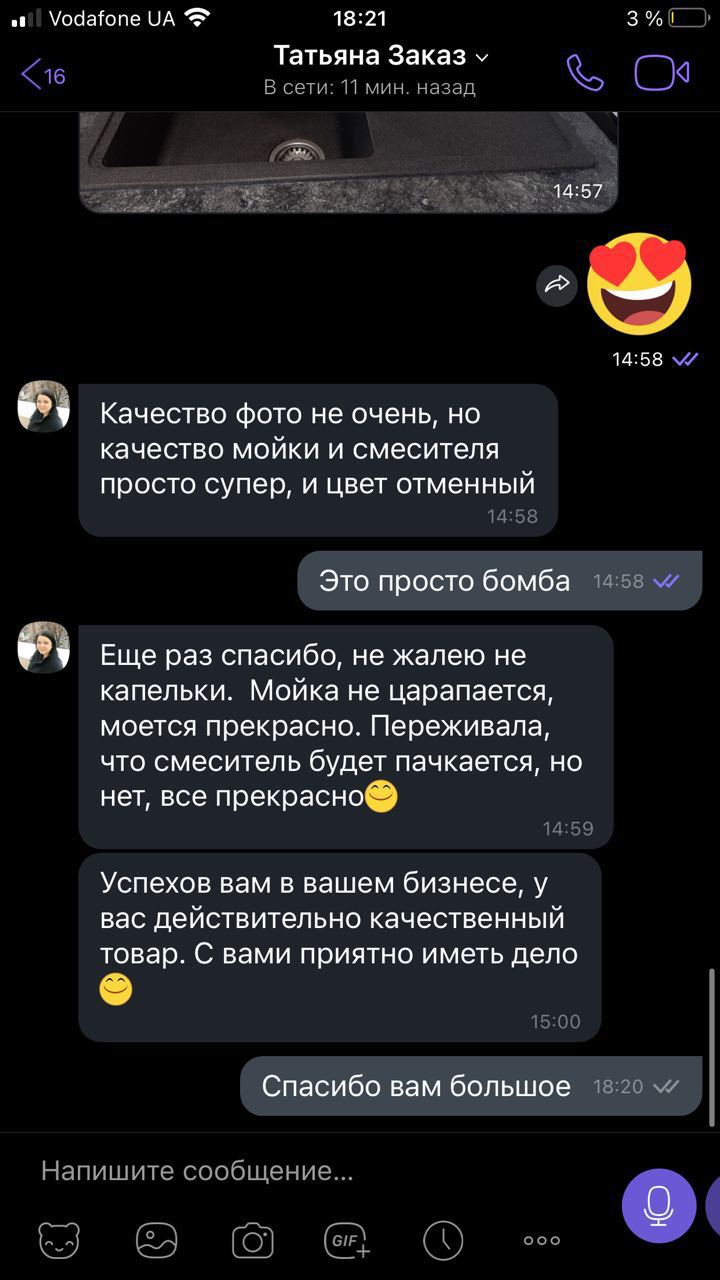 Vodafone UA 18:21 3 %
16 Татьяна Заказ
В сети: 11 мин. назад
14:57
14:58
Качество фото не очень, но
качество мойки и смесителя
просто супер, и цвет отменный
14:58
Это просто бомба 14:58
Еще раз спасибо, не жалею не
капельки. Мойка не царапается,
моется прекрасно. Переживала,
что смеситель будет пачкается, но
нет, все прекрасно😊
14:59
Успехов вам в вашем бизнесе, у
вас действительно качественный
товар. С вами приятно иметь дело
😊
15:00
Спасибо вам большое 18:20
Напишите сообщение...
GIF